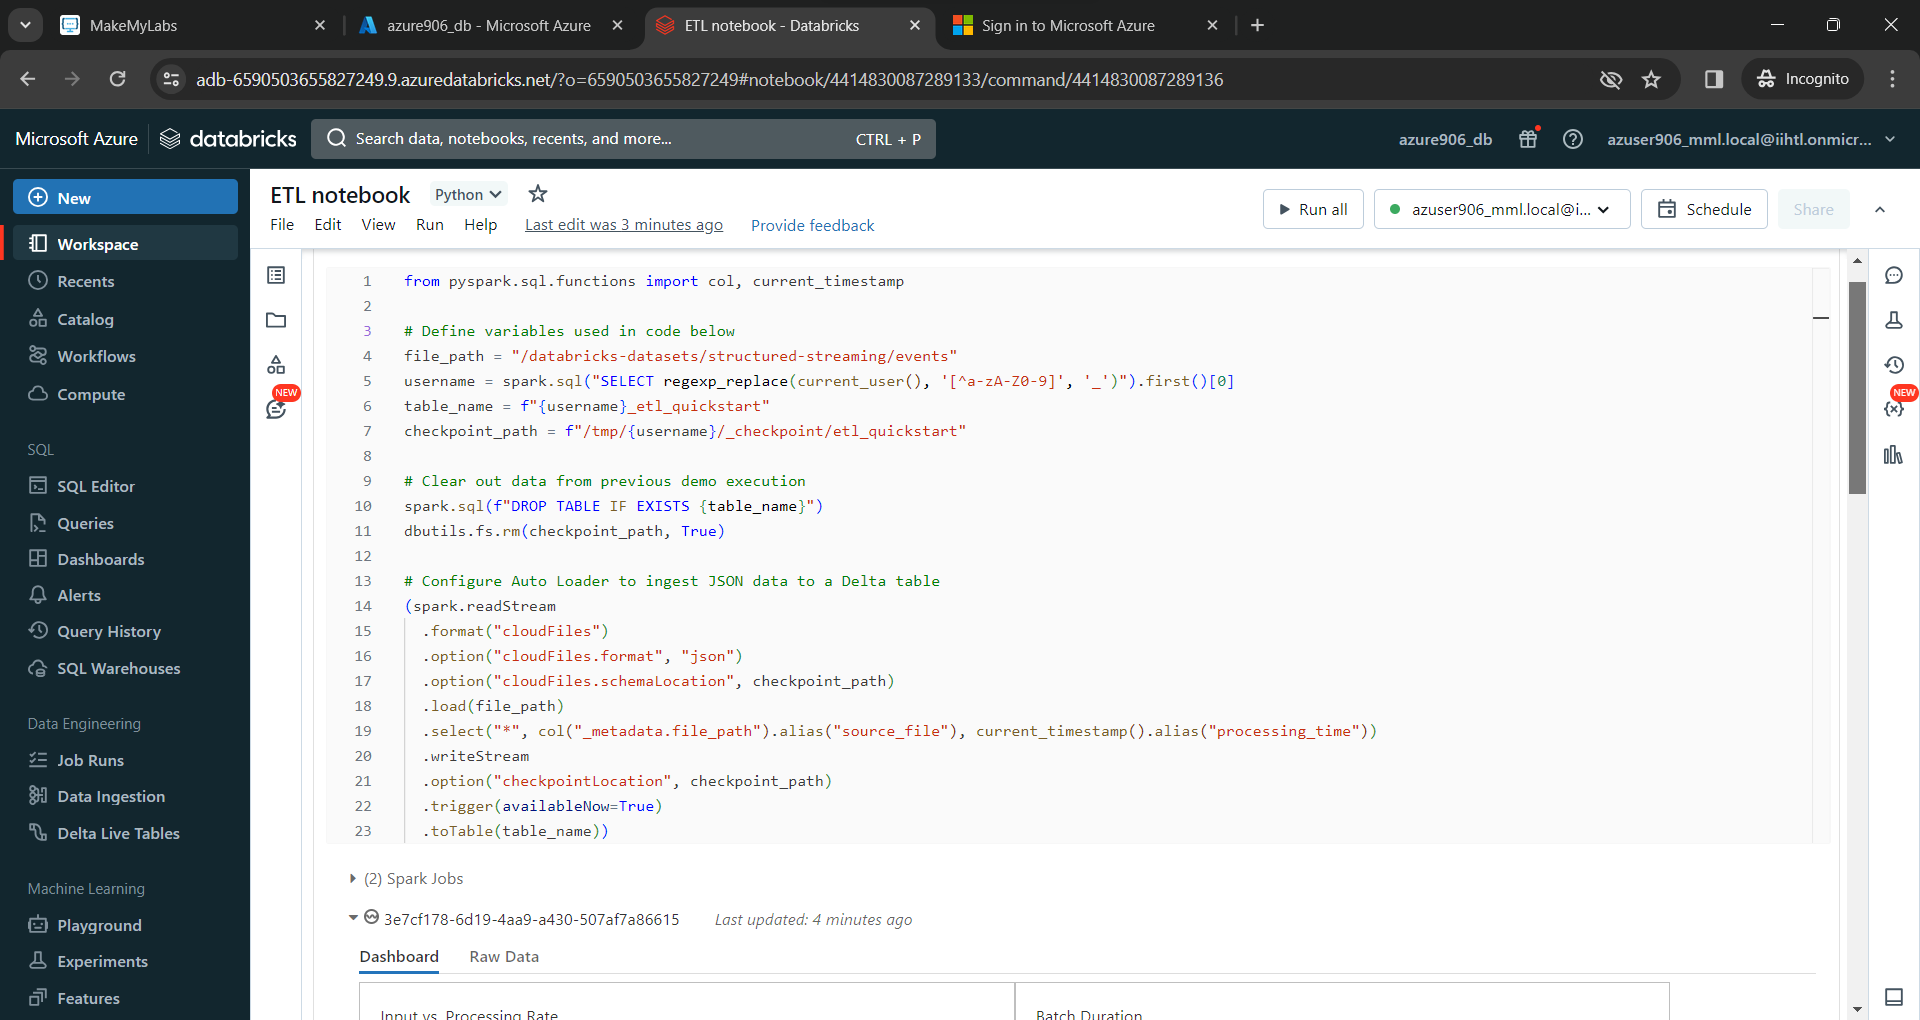 MakeMyLabs
azure906_db - Microsoft Azure
ETL notebook - Databricks
Sign in to Microsoft Azure
adb-6590503655827249.9.azuredatabricks.net/?o=6590503655827249#notebook/4414830087289133/command/4414830087289136
Incognito
Microsoft Azure
databricks
Search data, notebooks, recents, and more...
CTRL + P
azure906_db
azuser906_mml.local@iihtl.onmicr...
New
Workspace
Recents
Catalog
Workflows
Compute
SQL
SQL Editor
Queries
Dashboards
Alerts
Query History
SQL Warehouses
Data Engineering
Job Runs
Data Ingestion
Delta Live Tables
Machine Learning
Playground
Experiments
Features
ETL notebook
Python
File Edit View Run Help
Last edit was 3 minutes ago
Provide feedback
Run all
azuser906_mml.local@i...
Schedule
Share
NEW
NEW
1 from pyspark.sql.functions import col, current_timestamp
2
3 # Define variables used in code below
4 file_path = "/databricks-datasets/structured-streaming/events"
5 username = spark.sql("SELECT regexp_replace(current_user(), '[^a-zA-Z0-9]', '_')").first()[0]
6 table_name = f"{username}_etl_quickstart"
7 checkpoint_path = f"/tmp/{username}/_checkpoint/etl_quickstart"
8
9 # Clear out data from previous demo execution
10 spark.sql(f"DROP TABLE IF EXISTS {table_name}")
11 dbutils.fs.rm(checkpoint_path, True)
12
13 # Configure Auto Loader to ingest JSON data to a Delta table
14 (spark.readStream
15 .format("cloudFiles")
16 .option("cloudFiles.format", "json")
17 .option("cloudFiles.schemaLocation", checkpoint_path)
18 .load(file_path)
19 .select("*", col("_metadata.file_path").alias("source_file"), current_timestamp().alias("processing_time"))
20 .writeStream
21 .option("checkpointLocation", checkpoint_path)
22 .trigger(availableNow=True)
23 .toTable(table_name))
(2) Spark Jobs
3e7cf178-6d19-4aa9-a430-507af7a86615 Last updated: 4 minutes ago
Dashboard Raw Data
Input vs. Processing Rate
Batch Duration